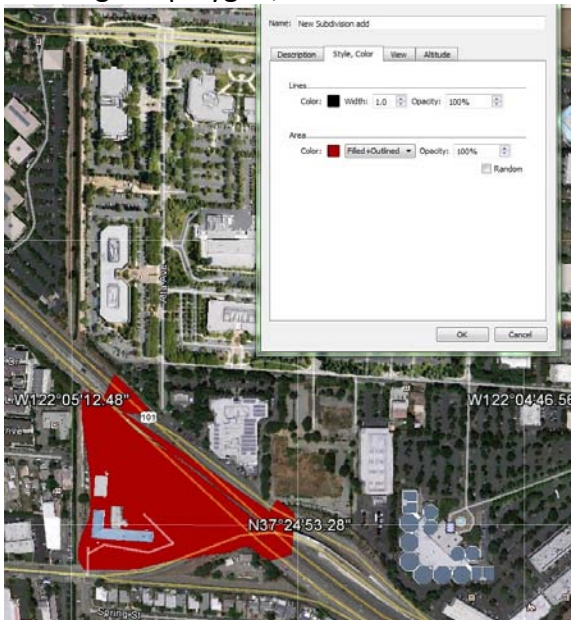 Name: New Subdivision add
Description Style, Color View Altitude
Lines
Color: Width: 1.0 Opacity: 100%
Area
Color: Filled+Outlined Opacity: 100%
Random
OK Cancel
W122°05'12.48"
W122°04'46.56
101
N37°24'53.28"
Spring St